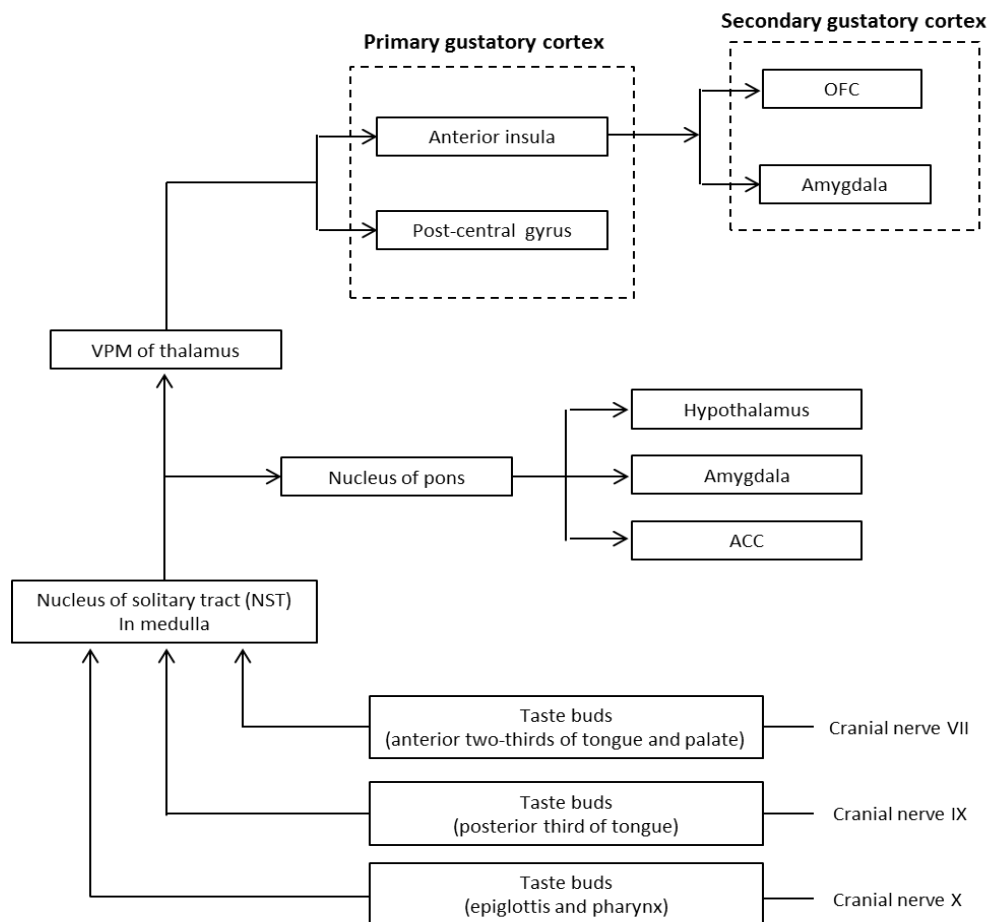 Secondary gustatory cortex
Primary gustatory cortex
OFC
Anterior insula
Amygdala
Post-central gyrus
VPM of thalamus
Hypothalamus
Nucleus of pons
Amygdala
ACC
Nucleus of solitary tract (NST)
In medulla
Taste buds
(anterior two-thirds of tongue and palate)
Cranial nerve VII
Taste buds
(posterior third of tongue)
Cranial nerve IX
Taste buds
(epiglottis and pharynx)
Cranial nerve X